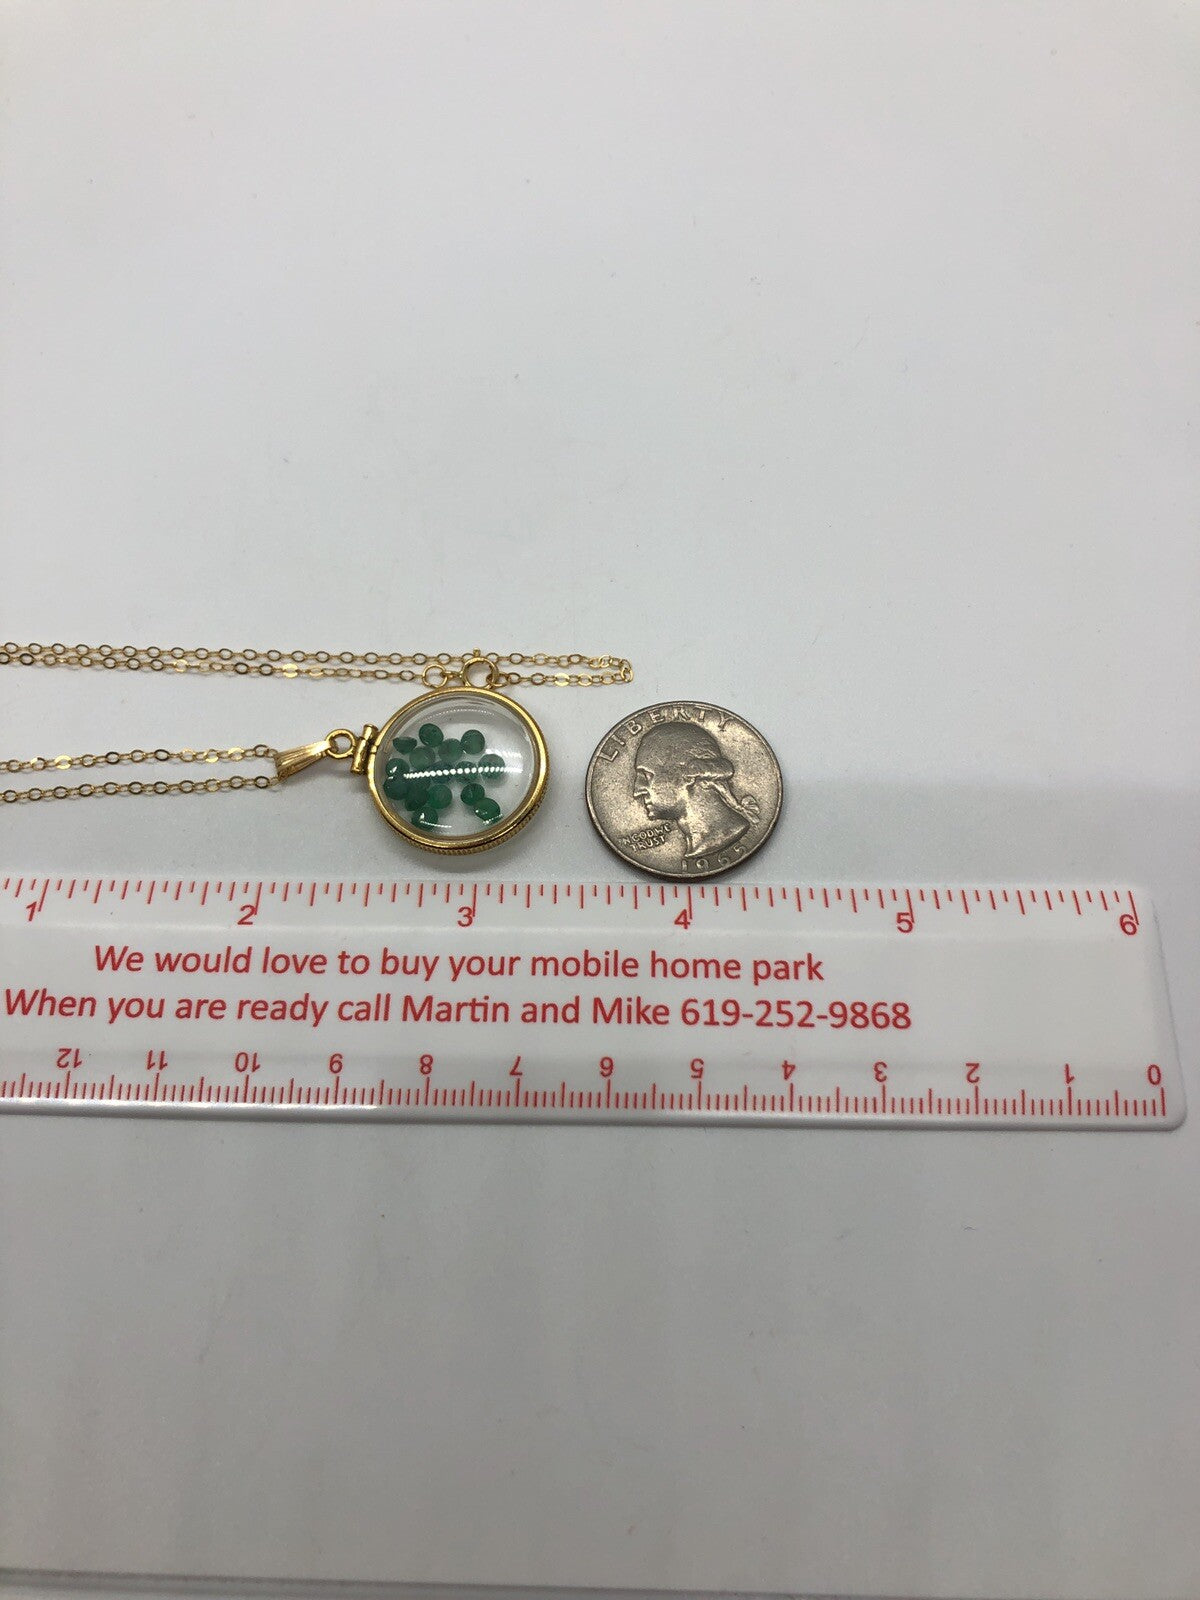 LIBERTY
IN GOD WE
TRUST
1965
1 2 3 4 5 6
We would love to buy your mobile home park
When you are ready call Martin and Mike 619-252-9868
12 11 10 9 8 7 6 5 4 3 2 1 0